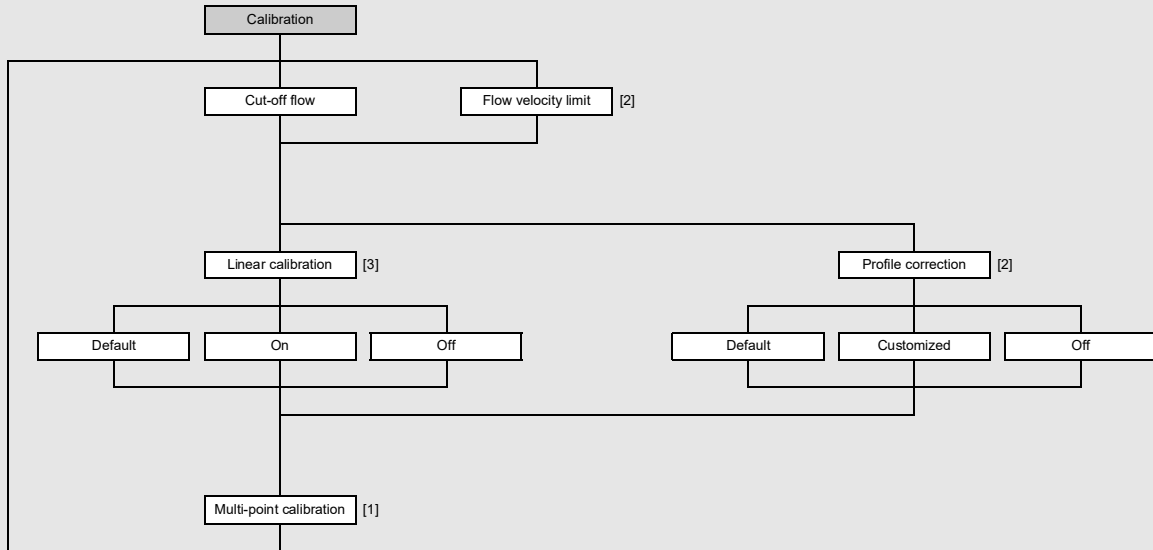 Calibration
Cut-off flow
Flow velocity limit [2]
Linear calibration [3]
Profile correction [2]
Default
On
Off
Default
Customized
Off
Multi-point calibration [1]